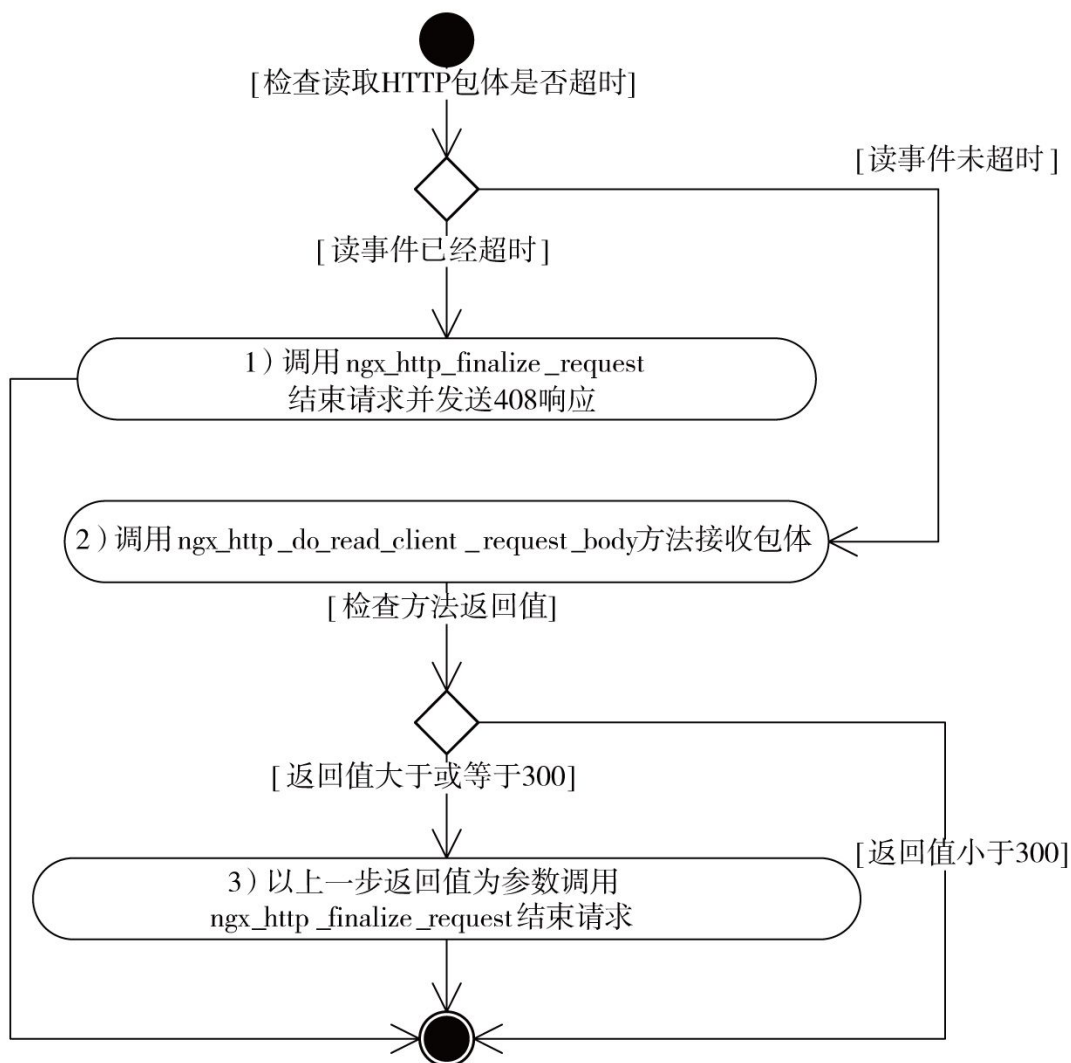 [检查读取HTTP包体是否超时]
[读事件未超时]
[读事件已经超时]
1）调用 ngx_http_finalize_request
结束请求并发送408响应
2）调用 ngx_http_do_read_client_request_body方法接收包体
[检查方法返回值]
[返回值大于或等于300]
[返回值小于300]
3）以上一步返回值为参数调用
ngx_http_finalize_request结束请求